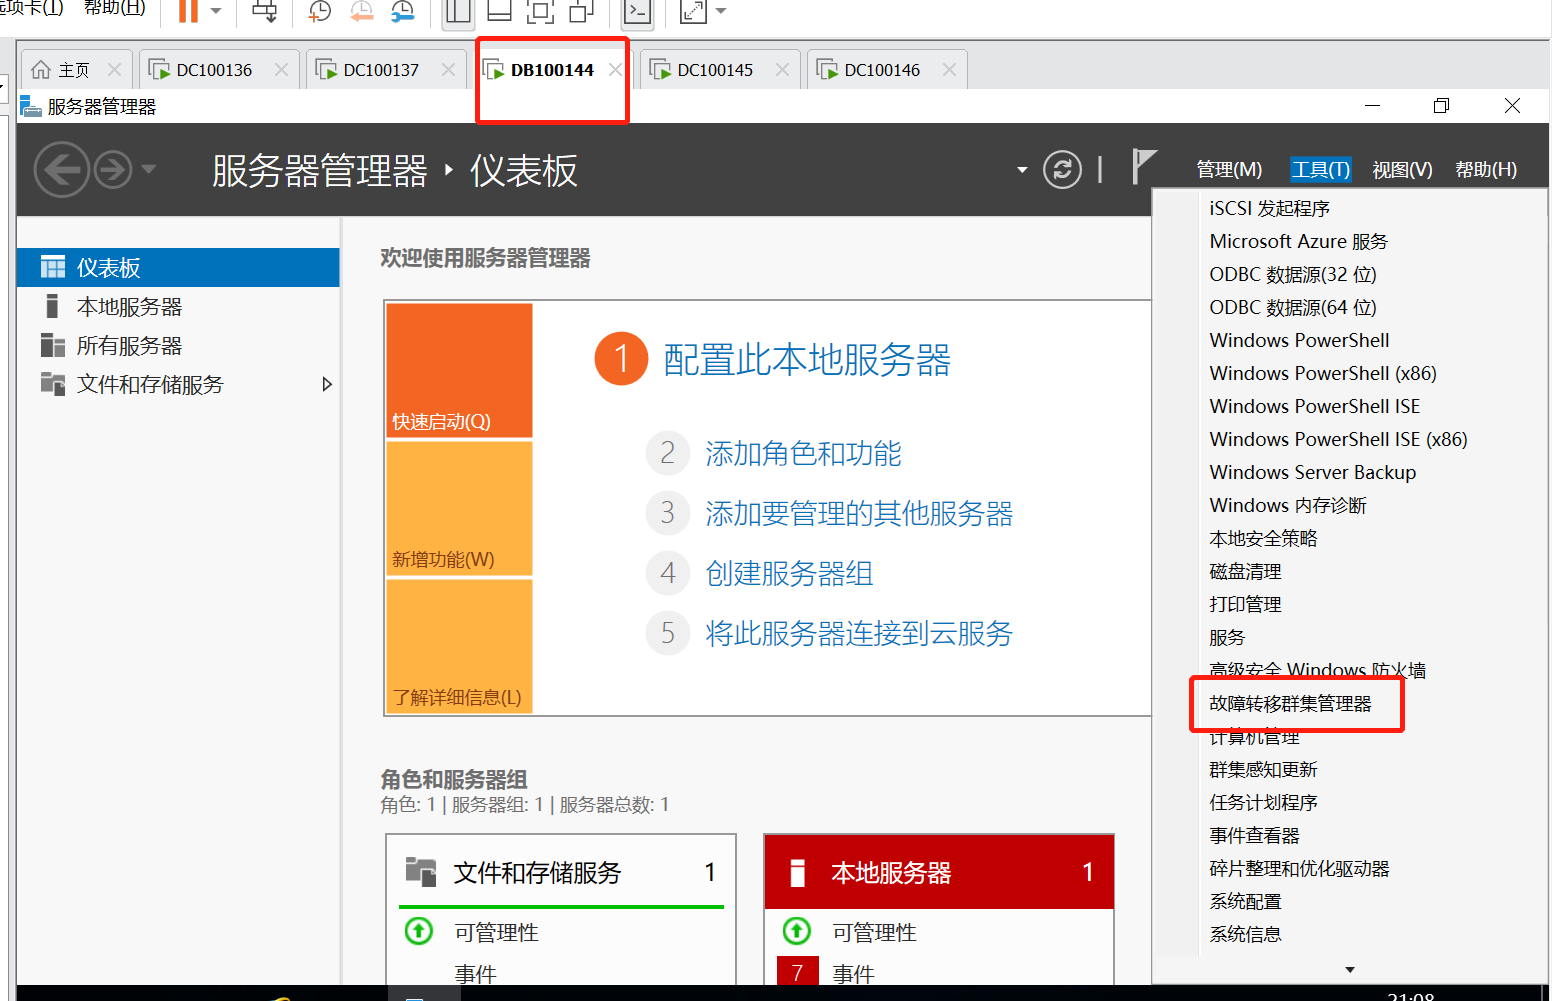 选项卡(T) 帮助(H)
主页 DC100136 DC100137 DB100144 DC100145 DC100146
服务器管理器
服务器管理器 仪表板
管理(M) 工具(T) 视图(V) 帮助(H)
仪表板
本地服务器
所有服务器
文件和存储服务
欢迎使用服务器管理器
快速启动(Q)
新增功能(W)
了解详细信息(L)
1 配置此本地服务器
2 添加角色和功能
3 添加要管理的其他服务器
4 创建服务器组
5 将此服务器连接到云服务
角色和服务器组
角色: 1 | 服务器组: 1 | 服务器总数: 1
文件和存储服务 1
可管理性
事件
本地服务器 1
可管理性
7 事件
iSCSI 发起程序
Microsoft Azure 服务
ODBC 数据源(32 位)
ODBC 数据源(64 位)
Windows PowerShell
Windows PowerShell (x86)
Windows PowerShell ISE
Windows PowerShell ISE (x86)
Windows Server Backup
Windows 内存诊断
本地安全策略
磁盘清理
打印管理
服务
高级安全 Windows 防火墙
故障转移群集管理器
计算机管理
群集感知更新
任务计划程序
事件查看器
碎片整理和优化驱动器
系统配置
系统信息
21:08